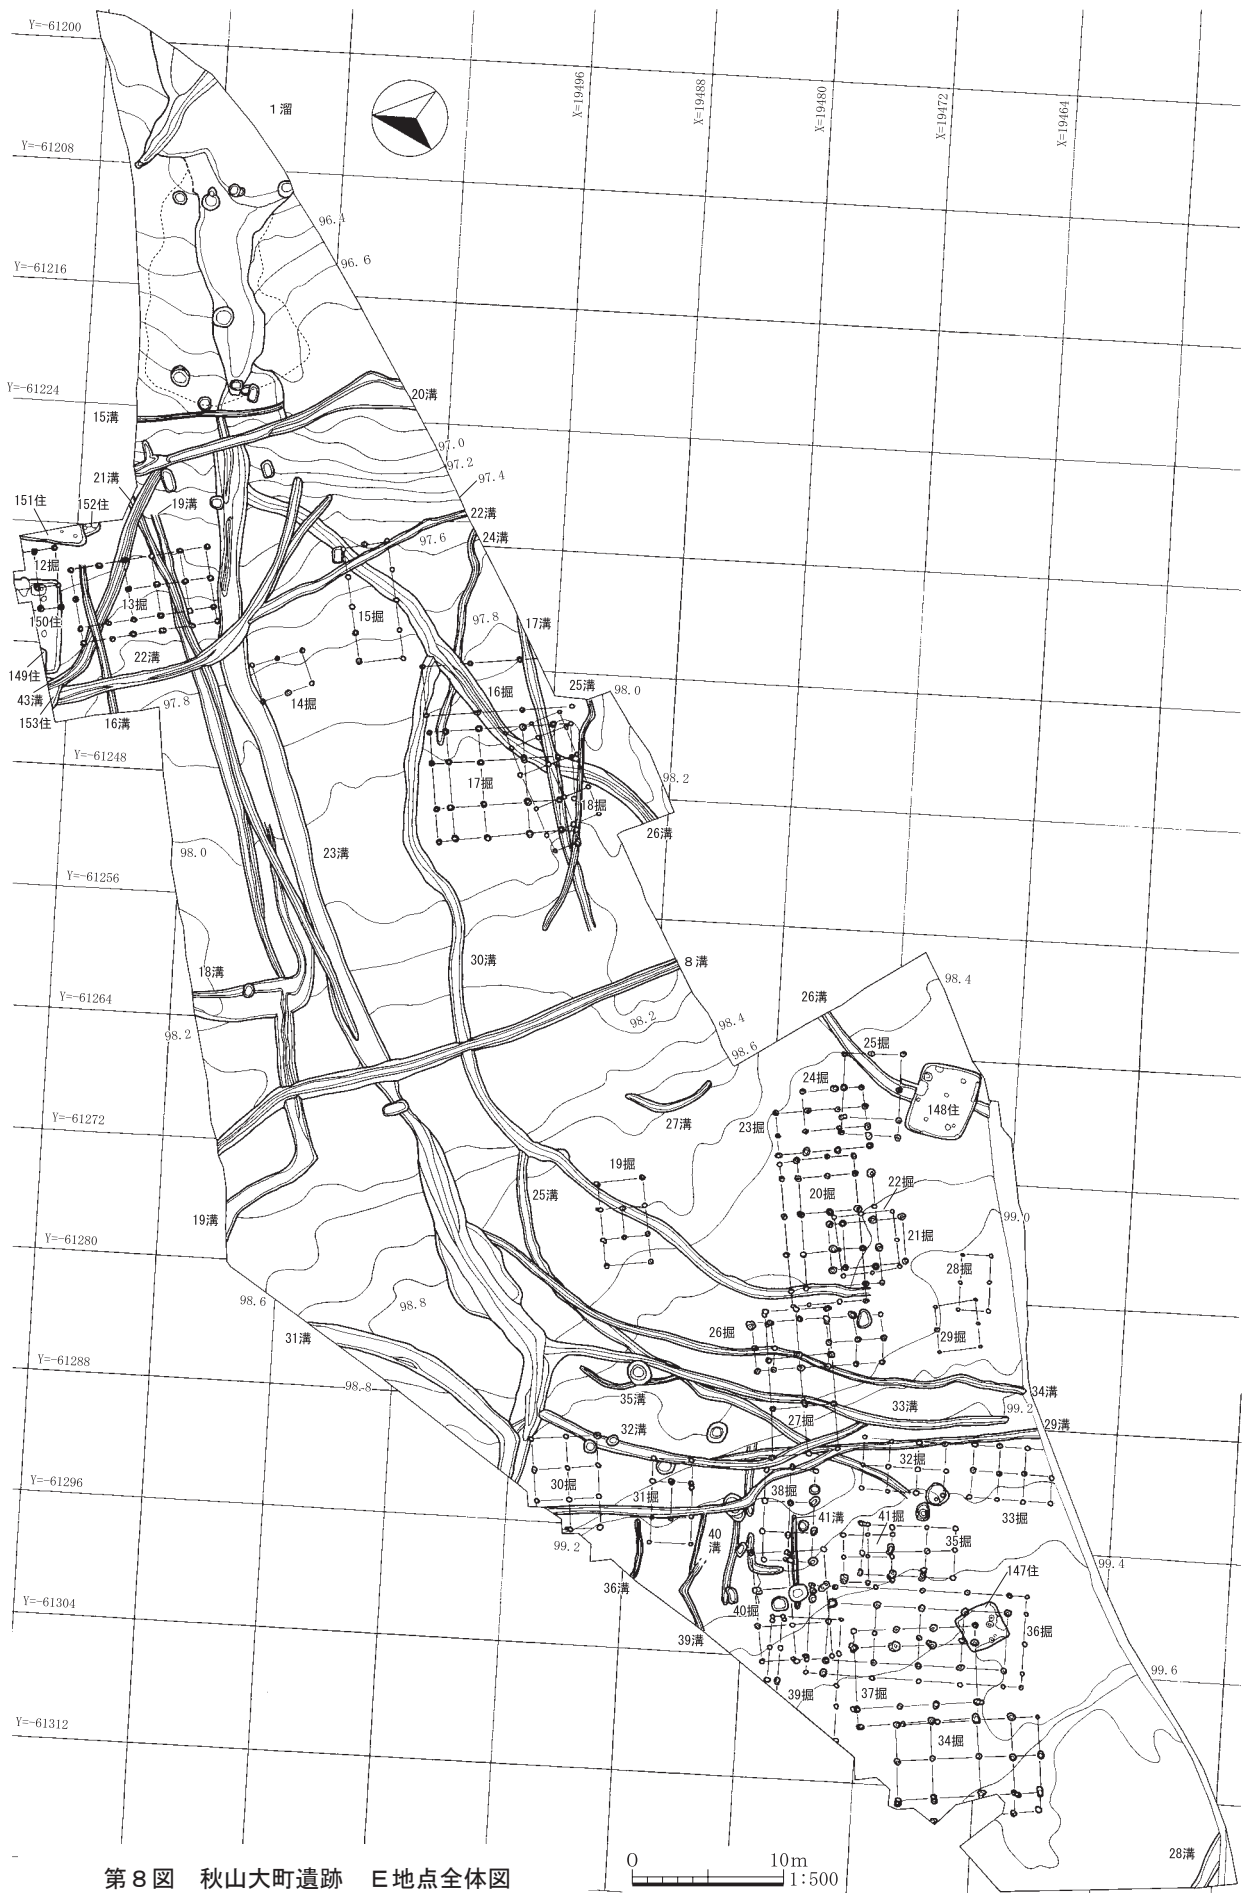 Y=-61200
1溜
X=19496
X=19488
X=19480
X=19472
X=19464
Y=-61208
96.4
96.6
Y=-61216
Y=-61224
15溝
20溝
97.0
97.2
97.4
21溝
151住
152住
19溝
22溝
97.6
24溝
12掘
13掘
15掘
97.8
17溝
150住
22溝
149住
43溝
153住
16溝
97.8
14掘
16掘
25溝
98.0
Y=-61248
98.2
17掘
18掘
26溝
98.0
23溝
Y=-61256
18溝
30溝
8溝
98.4
Y=-61264
98.2
98.2
98.4
98.6
26溝
25掘
24掘
148住
27溝
23掘
Y=-61272
19掘
25溝
20掘
22掘
99.0
19溝
21掘
Y=-61280
28掘
98.6
98.8
31溝
26掘
29掘
Y=-61288
98.8
35溝
34溝
99.2
32溝
27掘
33溝
29溝
32掘
Y=-61296
30掘
31掘
38掘
33掘
99.2
40溝
41溝
41掘
35掘
99.4
36溝
147住
Y=-61304
40掘
39溝
36掘
99.6
39掘
37掘
Y=-61312
34掘
28溝
第8図 秋山大町遺跡 E地点全体図
0 10m
1:500